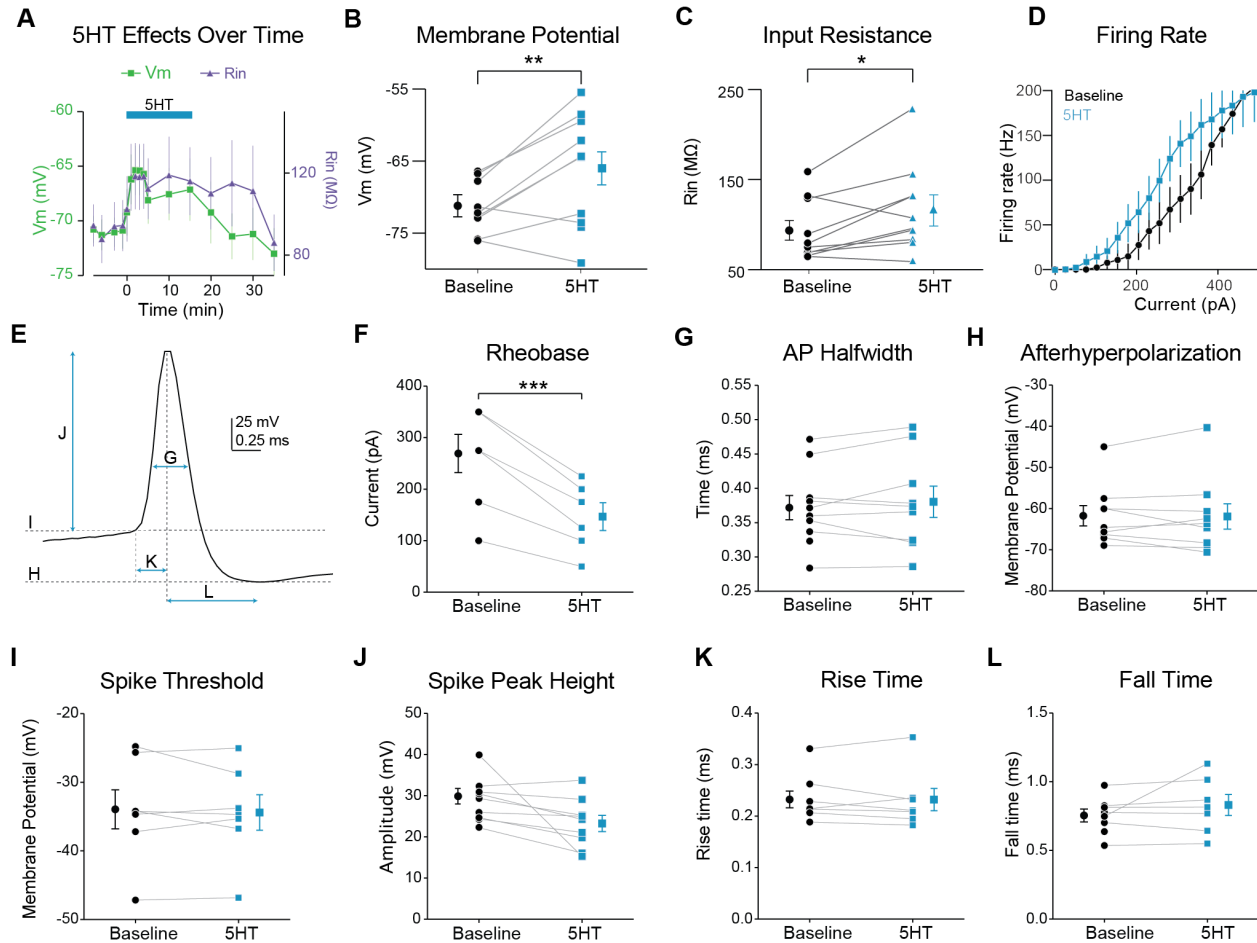 A
5HT Effects Over Time
Vm
Rin
5HT
-60
-65
-70
-75
Vm (mV)
120
80
Rin (MΩ)
0
10
20
30
Time (min)
B
Membrane Potential
**
-55
-65
-75
Vm (mV)
Baseline
5HT
C
Input Resistance
*
250
150
50
Rin (MΩ)
Baseline
5HT
D
Firing Rate
Baseline
5HT
200
150
100
50
0
Firing rate (Hz)
0
200
400
Current (pA)
E
J
G
I
K
H
L
25 mV
0.25 ms
F
Rheobase
***
400
300
200
100
0
Current (pA)
Baseline
5HT
G
AP Halfwidth
0.55
0.50
0.45
0.40
0.35
0.30
0.25
Time (ms)
Baseline
5HT
H
Afterhyperpolarization
-30
-40
-50
-60
-70
-80
Membrane Potential (mV)
Baseline
5HT
I
Spike Threshold
-20
-30
-40
-50
Membrane Potential (mV)
Baseline
5HT
J
Spike Peak Height
50
40
30
20
10
0
Amplitude (mV)
Baseline
5HT
K
Rise Time
0.4
0.3
0.2
0.1
0.0
Rise time (ms)
Baseline
5HT
L
Fall Time
1.5
1.0
0.5
0.0
Fall time (ms)
Baseline
5HT